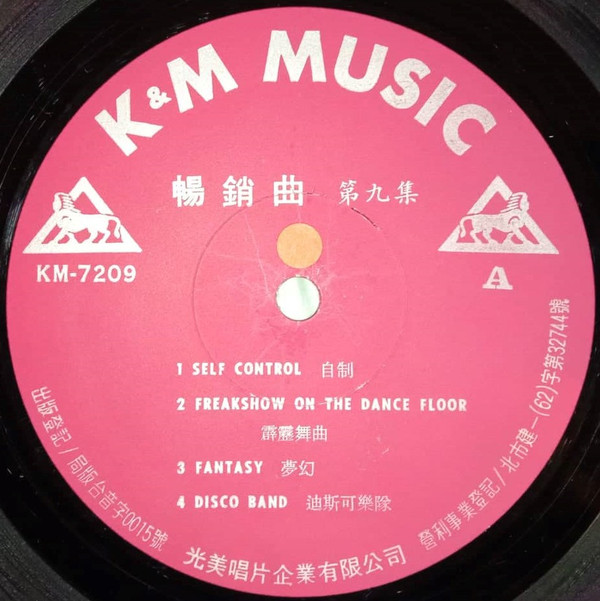 K&M MUSIC
暢銷曲 第九集
KM-7209
A
1 SELF CONTROL 自制
2 FREAKSHOW ON THE DANCE FLOOR
霹靂舞曲
3 FANTASY 夢幻
4 DISCO BAND 迪斯可樂隊
出版登記/局版台音字0015號
光美唱片企業有限公司
營利事業登記/北市建一(62)字第32744號